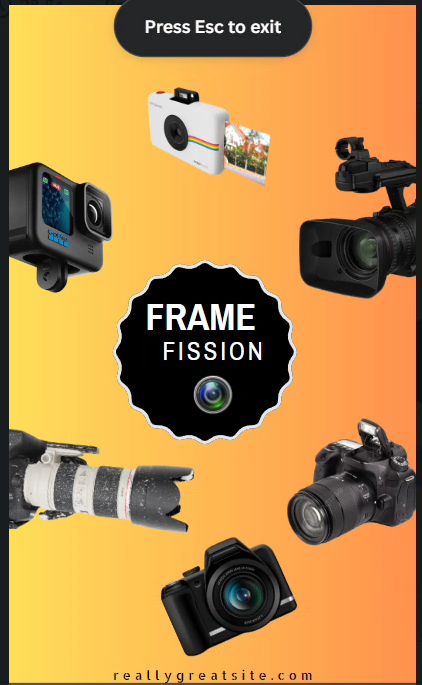 Press Esc to exit
FRAME
FISSION
reallygreatsite.com